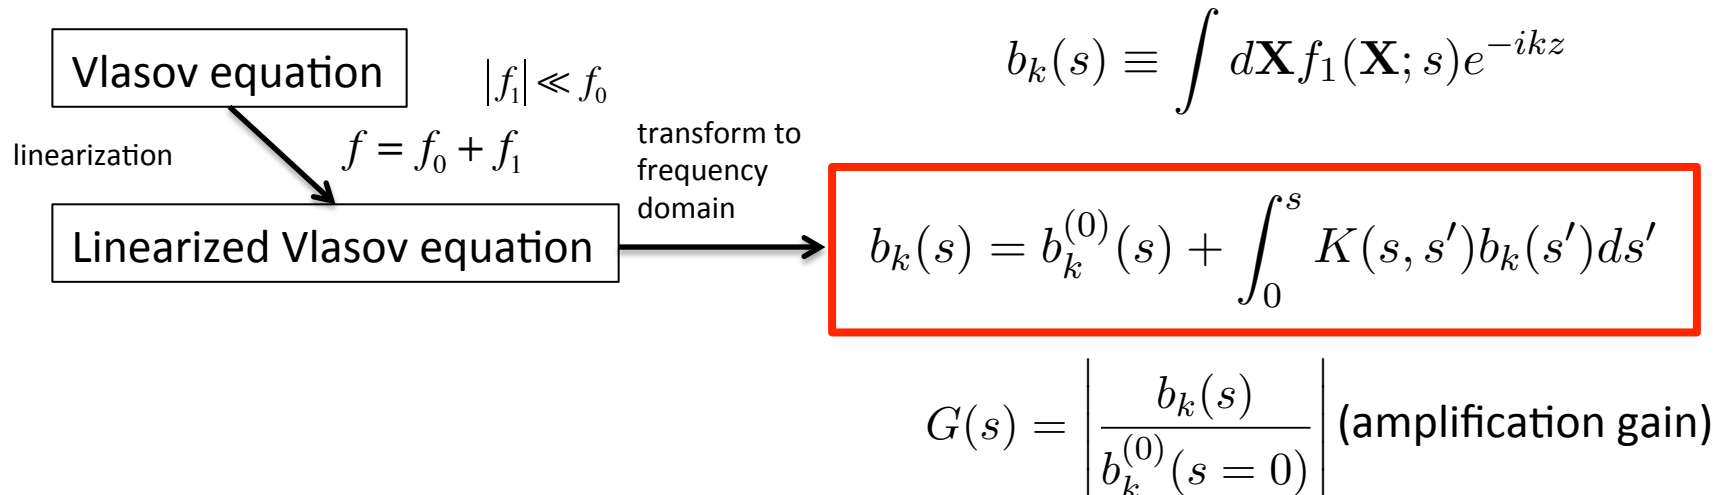 Vlasov equation
|f₁| ≪ f₀
linearization
f = f₀ + f₁
transform to
frequency
domain
Linearized Vlasov equation
b_k(s) ≡ ∫ dX f₁(X; s)e^{−ikz}
b_k(s) = b_k^{(0)}(s) + ∫₀^s K(s, s′)b_k(s′)ds′
G(s) = |b_k(s) / b_k^{(0)}(s = 0)| (amplification gain)